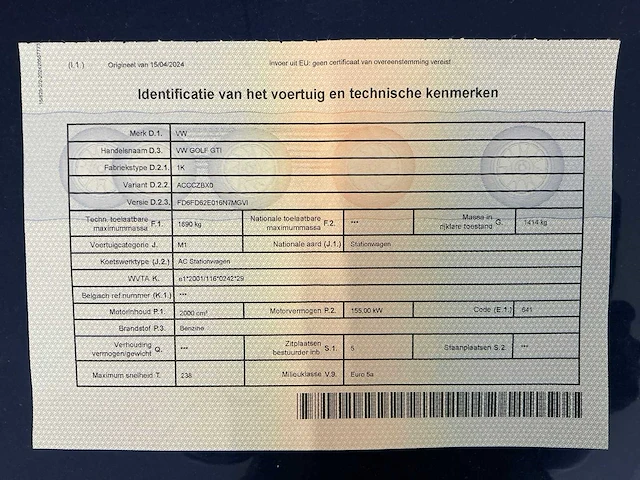 (I.1.) Origineel van 15/04/2024 Invoer uit EU: geen certificaat van overeenstemming vereist
Identificatie van het voertuig en technische kenmerken
Merk D.1. VW
Handelsnaam D.3. VW GOLF GTI
Fabriekstype D.2.1. 1K
Variant D.2.2. ACCCZBX0
Versie D.2.3. FD6FD62E016N7MGVI
Techn. toelaatbare maximummassa F.1. 1890 kg Nationale toelaatbare maximummassa F.2. *** Massa in rijklare toestand G. 1414 kg
Voertuigcategorie J. M1 Nationale aard (J.1.) Stationwagen
Koetswerktype (J.2.) AC Stationwagen
WVTA K. e1*2001/116*0242*29
Belgisch ref nummer (K.1.) ***
Motorinhoud P.1. 2000 cm³ Motorvermogen P.2. 155.00 kW Code (E.1.) 641
Brandstof P.3. Benzine
Verhouding vermogen/gewicht Q. *** Zitplaatsen bestuurder inb. S.1. 5 Staanplaatsen S.2. ***
Maximum snelheid T. 238 Milieuklasse V.9. Euro 5a